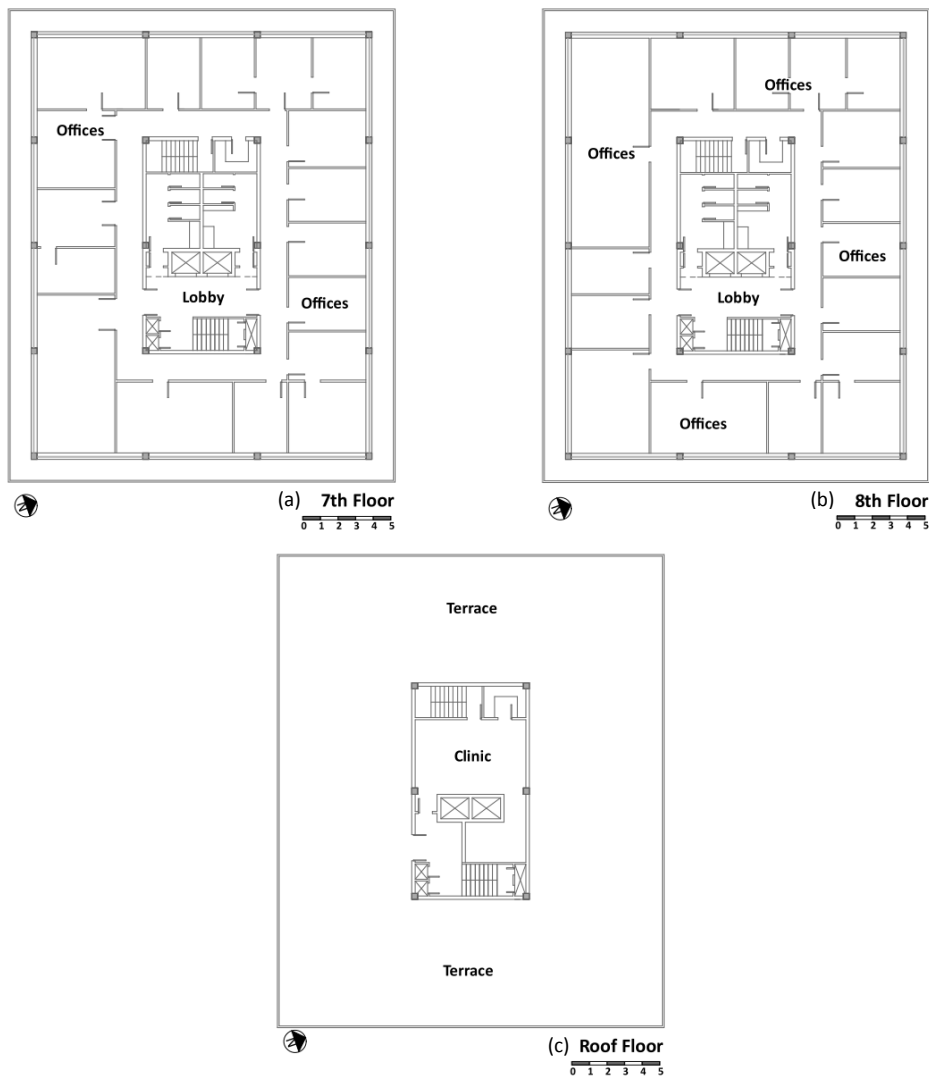 Offices
Lobby
Offices
(a) 7th Floor
0 1 2 3 4 5
Offices
Offices
Offices
Lobby
Offices
(b) 8th Floor
0 1 2 3 4 5
Terrace
Clinic
Terrace
(c) Roof Floor
0 1 2 3 4 5